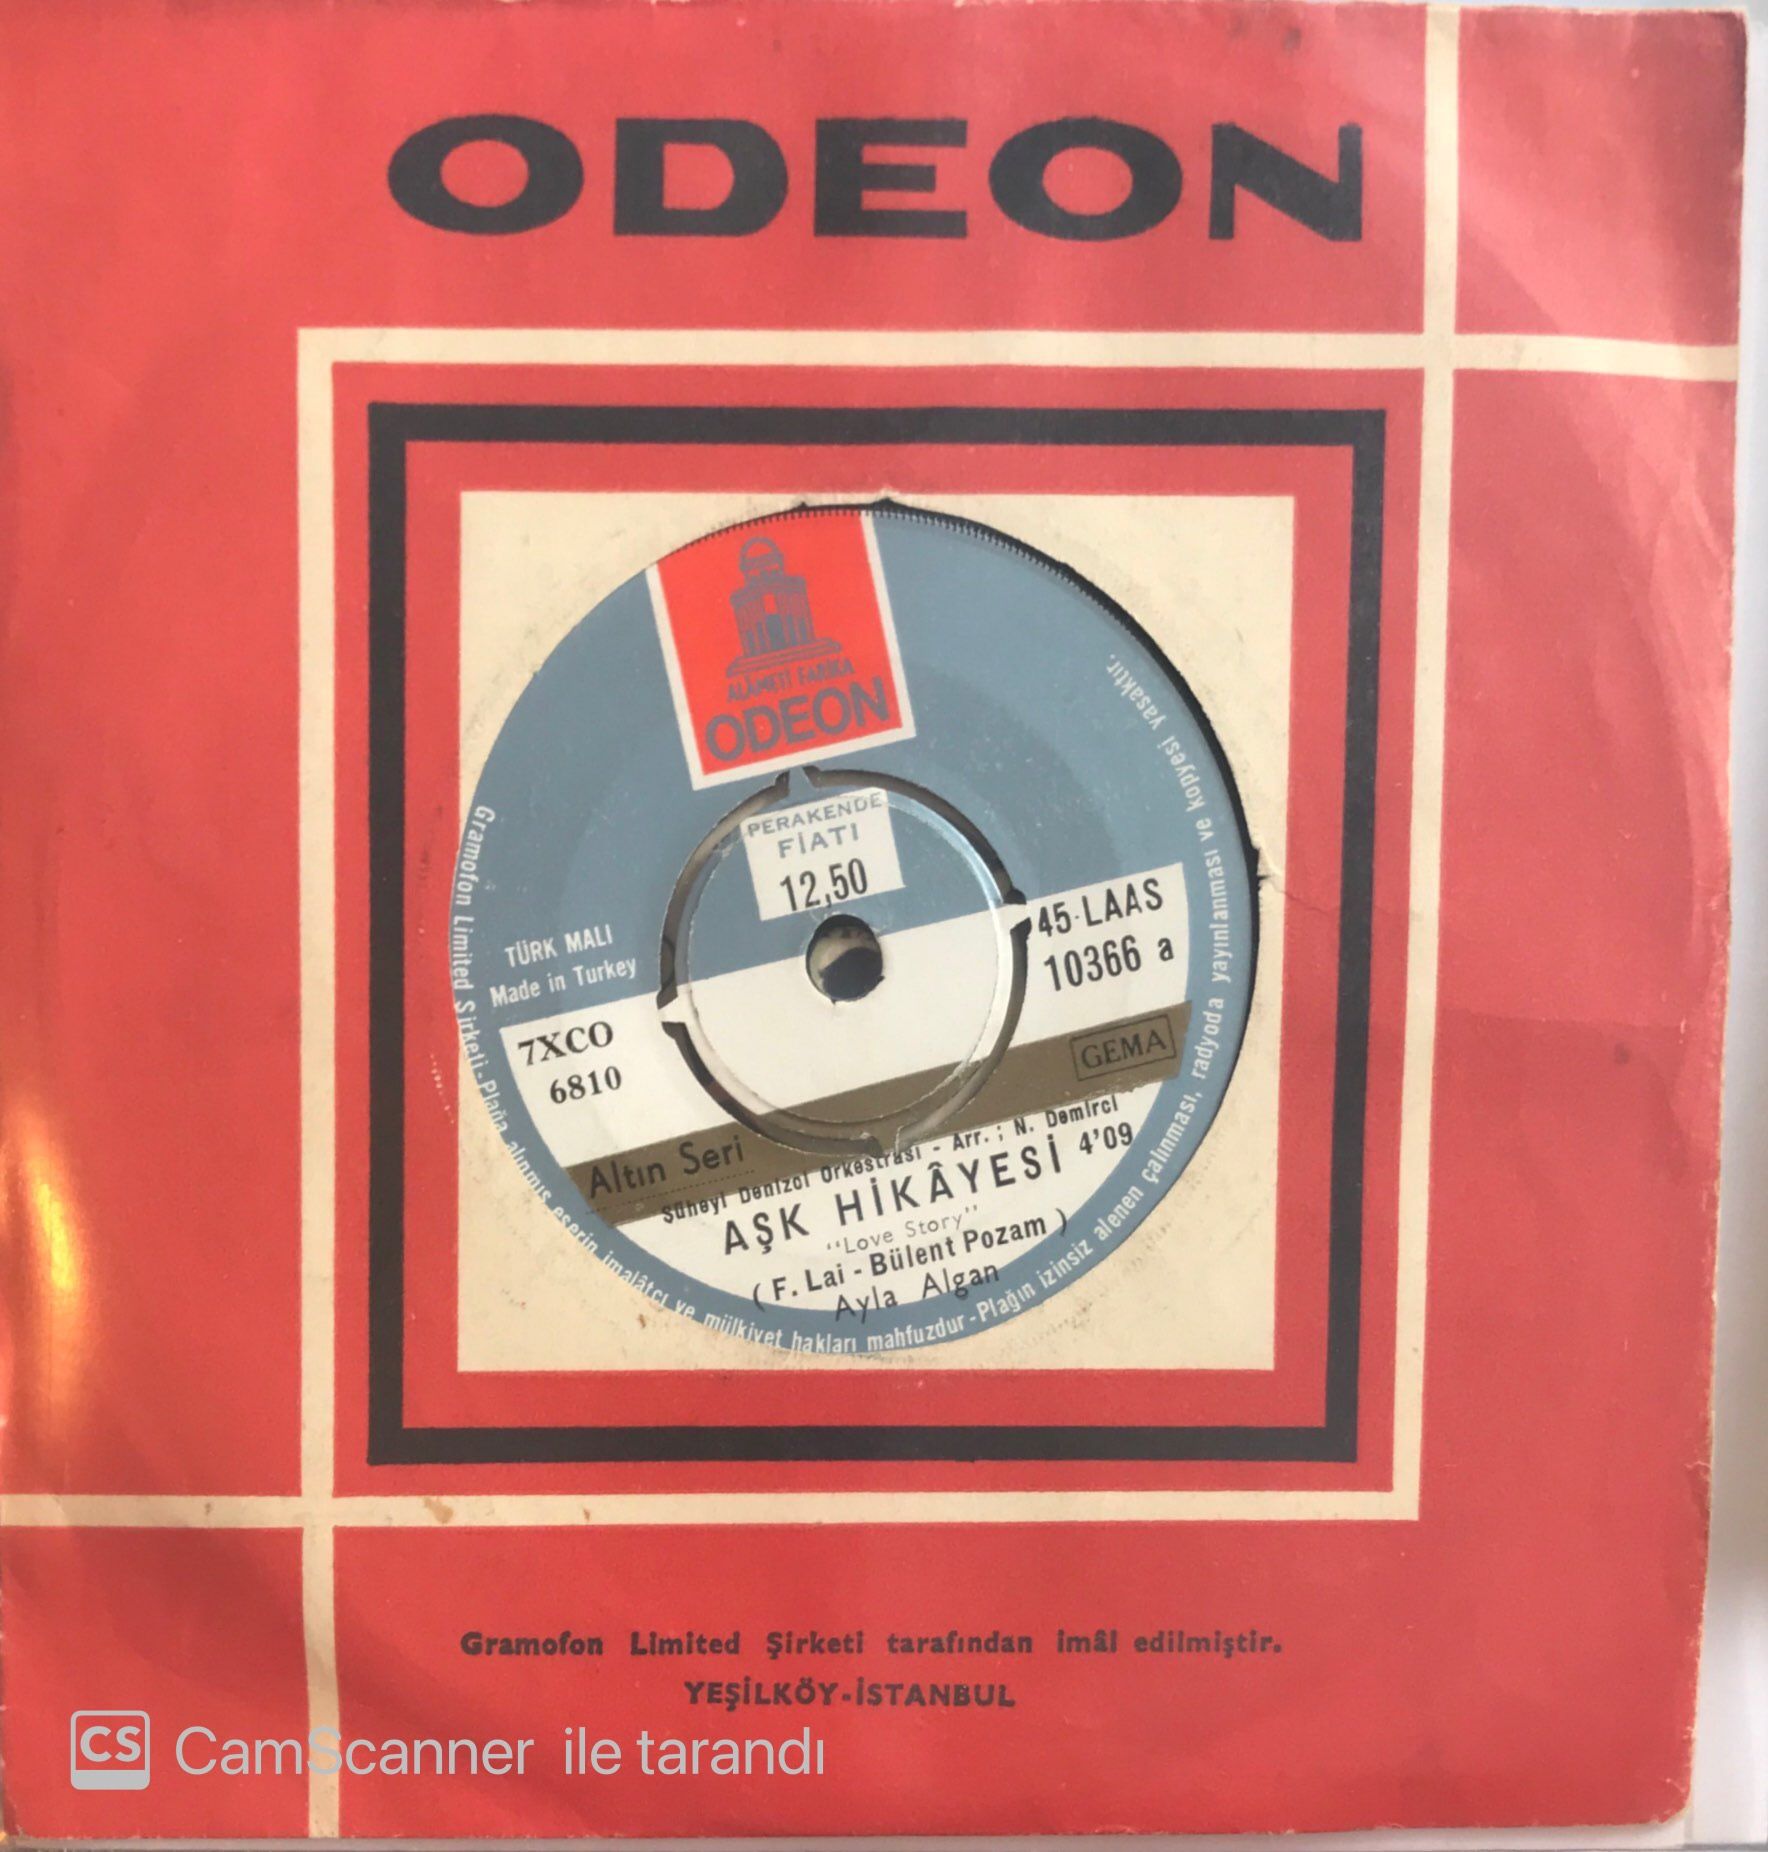 ODEON
ALÂMETİ FARİKA
ODEON
PERAKENDE
FİATI
12,50
TÜRK MALI
Made in Turkey
45-LAAS
10366 a
7XCO
6810
GEMA
Altın Seri
Süheyl Denizci Orkestrası - Arr. ; N. Demirci
AŞK HİKÂYESİ 4'09
"Love Story"
( F. Lai - Bülent Pozam )
Ayla Algan
Gramofon Limited Şirketi-Plağa alınmış eserin imalâtçı ve mülkiyet hakları mahfuzdur-Plağın izinsiz alenen çalınması, radyoda yayınlanması ve kopyesi yasaktır.
Gramofon Limited Şirketi tarafından imâl edilmiştir.
YEŞİLKÖY-İSTANBUL
CS CamScanner ile tarandı